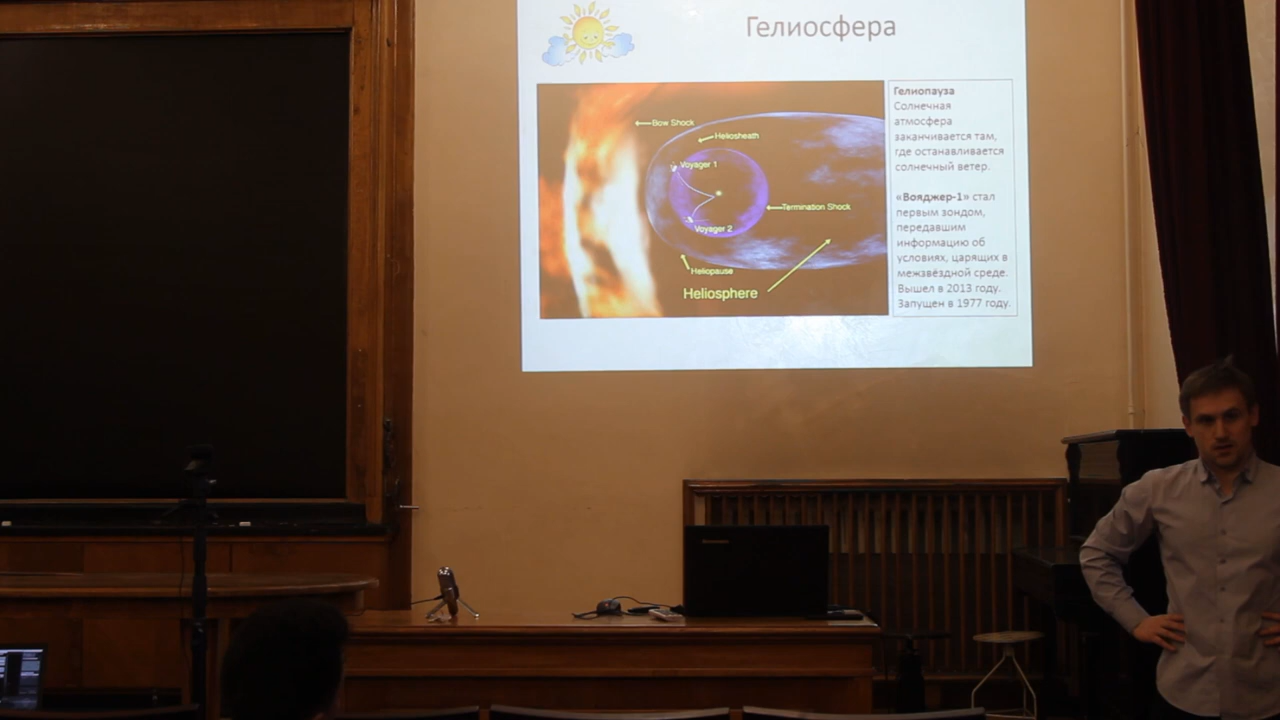 Гелиосфера
Bow Shock
Heliosheath
Voyager 1
Termination Shock
Voyager 2
Heliopause
Heliosphere
Гелиопауза
Солнечная
атмосфера
заканчивается там,
где останавливается
солнечный ветер.
«Вояджер-1» стал
первым зондом,
передавшим
информацию об
условиях, царящих в
межзвёздной среде.
Вышел в 2013 году.
Запущен в 1977 году.